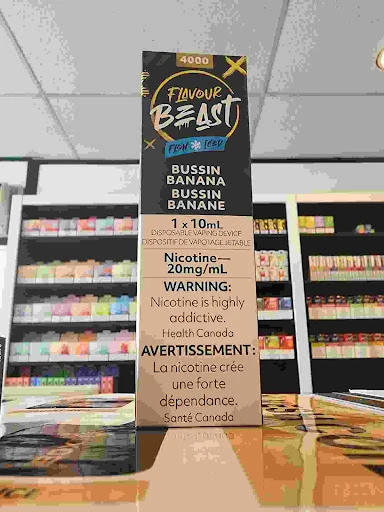 4000
FLAVOUR
BEAST
FLOW ICED
BUSSIN
BANANA
BUSSIN
BANANE
1 x 10mL
DISPOSABLE VAPING DEVICE
DISPOSITIF DE VAPOTAGE JETABLE
Nicotine—
20mg/mL
WARNING:
Nicotine is highly
addictive.
Health Canada
AVERTISSEMENT:
La nicotine crée
une forte
dépendance.
Santé Canada